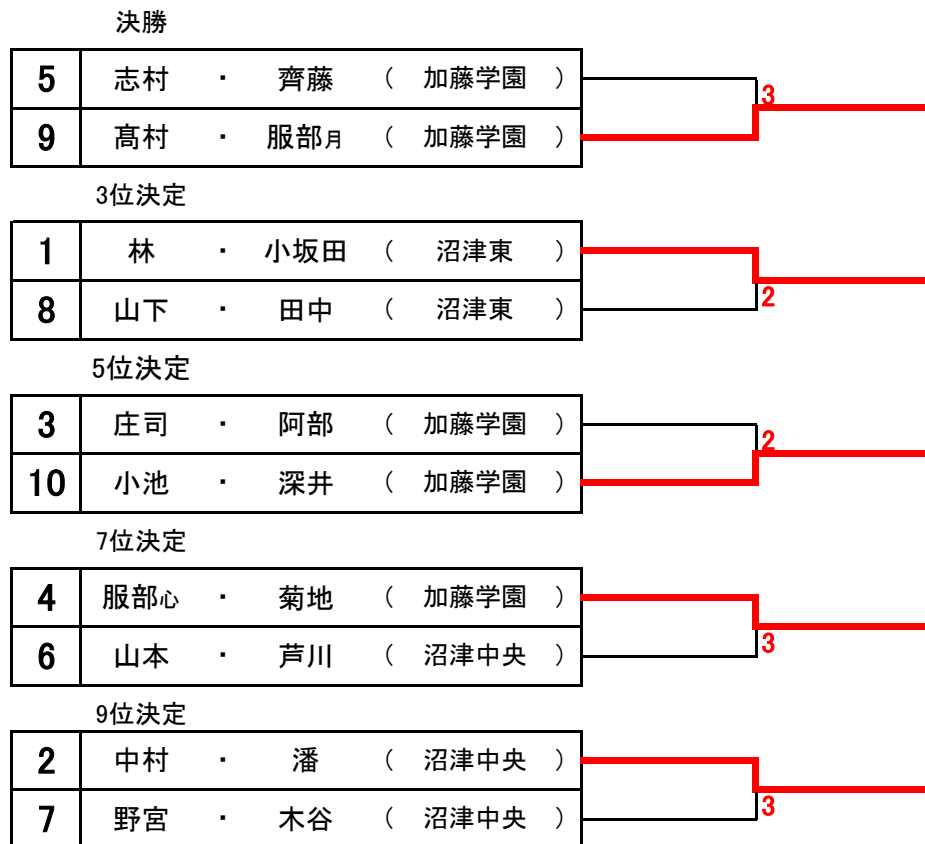 決勝
5 志村 ・ 齊藤 ( 加藤学園 )
3
9 髙村 ・ 服部月 ( 加藤学園 )
3位決定
1 林 ・ 小坂田 ( 沼津東 )
8 山下 ・ 田中 ( 沼津東 )
2
5位決定
3 庄司 ・ 阿部 ( 加藤学園 )
2
10 小池 ・ 深井 ( 加藤学園 )
7位決定
4 服部心 ・ 菊地 ( 加藤学園 )
6 山本 ・ 芦川 ( 沼津中央 )
3
9位決定
2 中村 ・ 潘 ( 沼津中央 )
7 野宮 ・ 木谷 ( 沼津中央 )
3